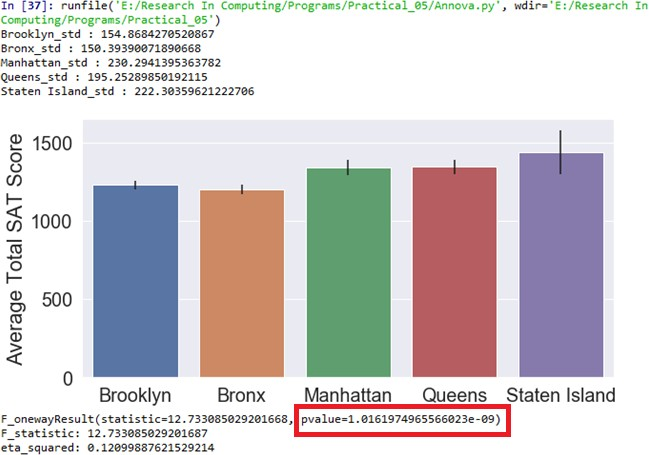 In [37]: runfile('E:/Research In Computing/Programs/Practical_05/Annova.py', wdir='E:/Research In
Computing/Programs/Practical_05')
Brooklyn_std : 154.8684270520867
Bronx_std : 150.39390071890668
Manhattan_std : 230.2941395363782
Queens_std : 195.25289850192115
Staten Island_std : 222.30359621222706
Average Total SAT Score
1500
1000
500
0
Brooklyn Bronx Manhattan Queens Staten Island
F_onewayResult(statistic=12.733085029201668, pvalue=1.0161974965566023e-09)
F_statistic: 12.733085029201687
eta_squared: 0.12099887621529214